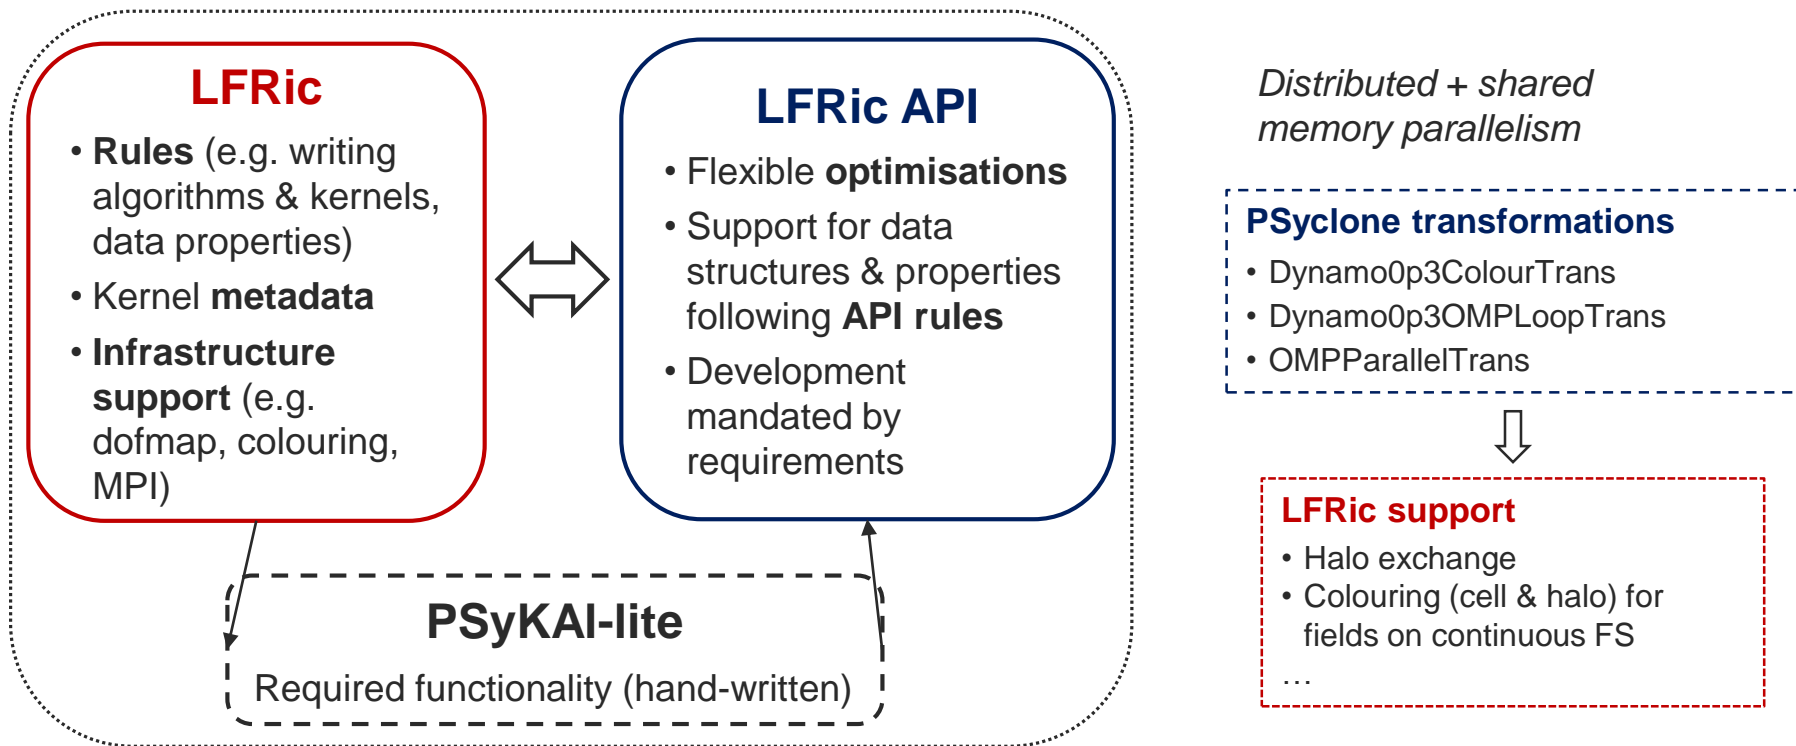 LFRic
• Rules (e.g. writing
algorithms & kernels,
data properties)
• Kernel metadata
• Infrastructure
support (e.g.
dofmap, colouring,
MPI)
LFRic API
• Flexible optimisations
• Support for data
structures & properties
following API rules
• Development
mandated by
requirements
PSyKAl-lite
Required functionality (hand-written)
Distributed + shared
memory parallelism
PSyclone transformations
• Dynamo0p3ColourTrans
• Dynamo0p3OMPLoopTrans
• OMPParallelTrans
LFRic support
• Halo exchange
• Colouring (cell & halo) for
fields on continuous FS
…